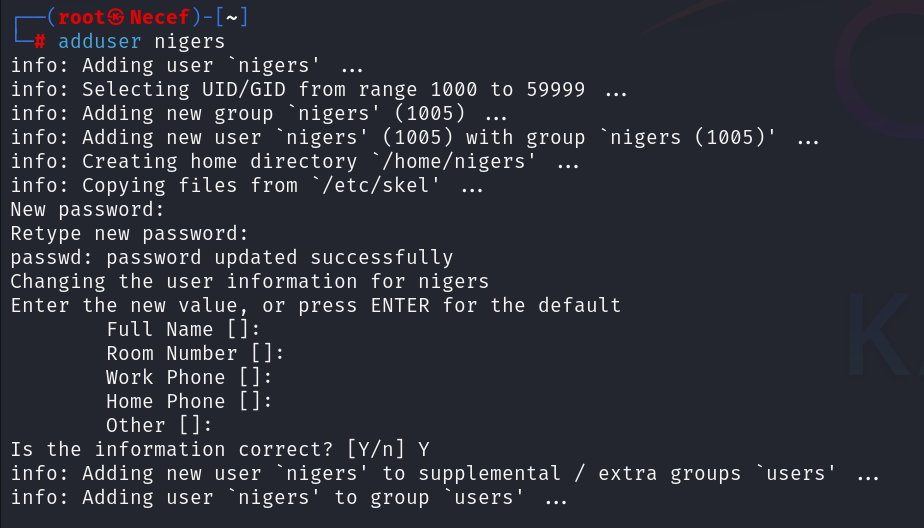 ┌──(root㉿Necef)-[~]
└─# adduser nigers
info: Adding user `nigers' ...
info: Selecting UID/GID from range 1000 to 59999 ...
info: Adding new group `nigers' (1005) ...
info: Adding new user `nigers' (1005) with group `nigers (1005)' ...
info: Creating home directory `/home/nigers' ...
info: Copying files from `/etc/skel' ...
New password:
Retype new password:
passwd: password updated successfully
Changing the user information for nigers
Enter the new value, or press ENTER for the default
        Full Name []:
        Room Number []:
        Work Phone []:
        Home Phone []:
        Other []:
Is the information correct? [Y/n] Y
info: Adding new user `nigers' to supplemental / extra groups `users' ...
info: Adding user `nigers' to group `users' ...